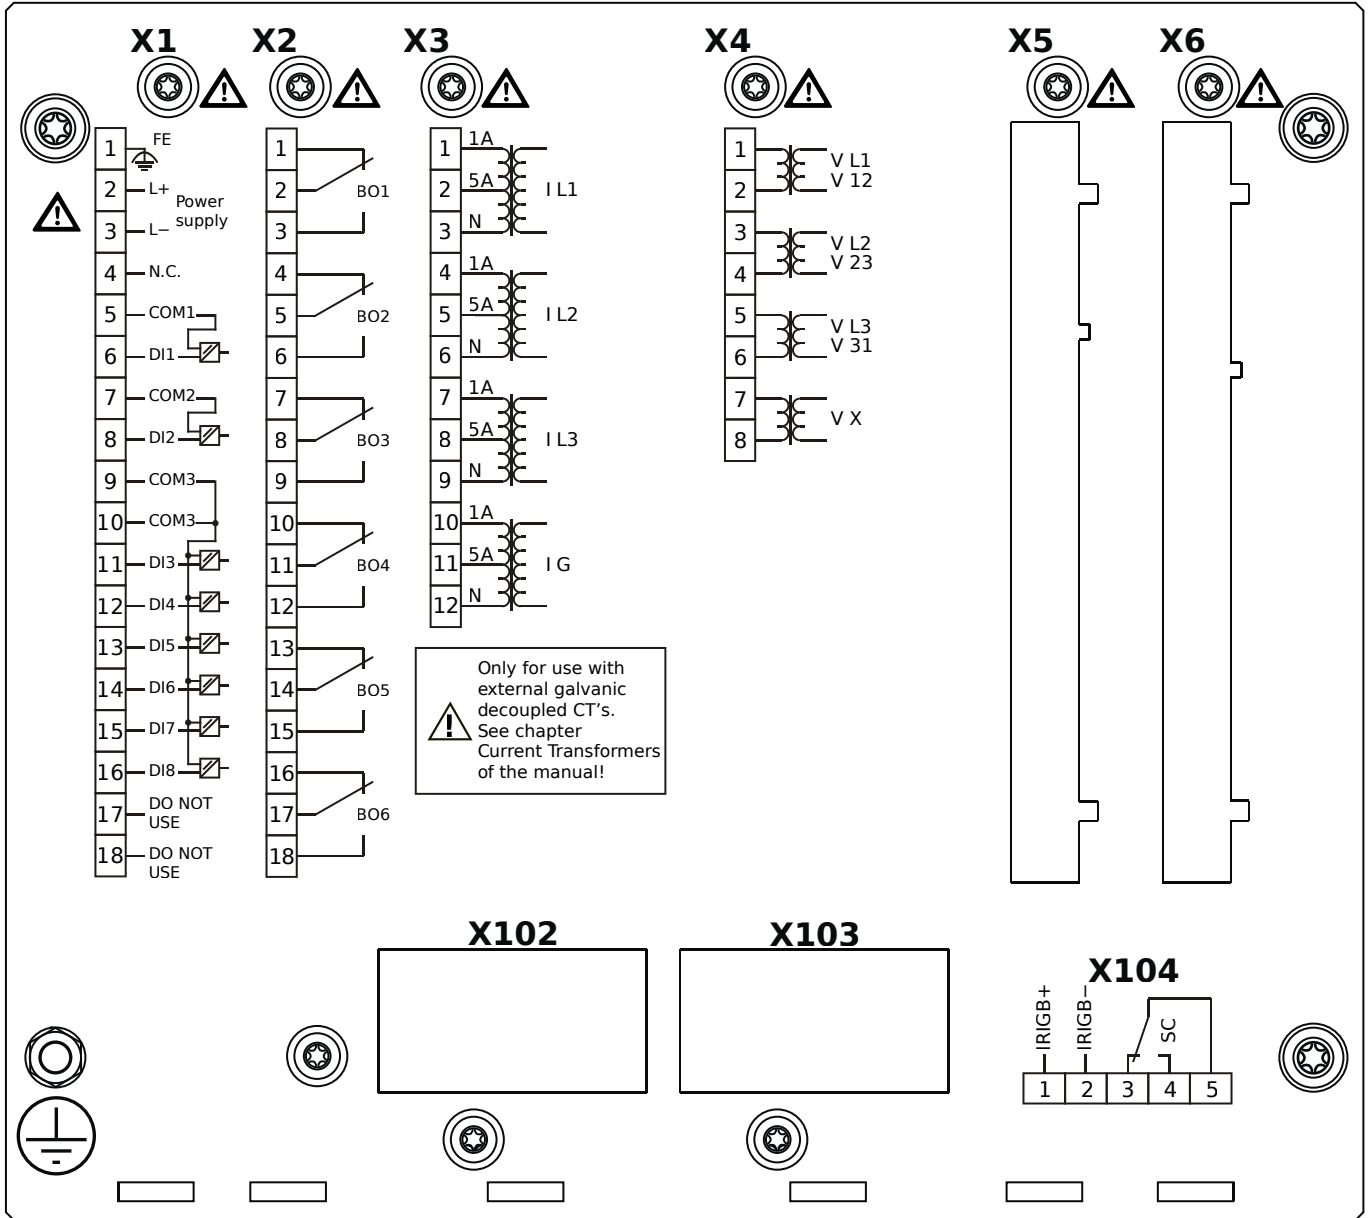 X1
X2
X3
X4
X5
X6
1 FE
2 L+
Power
supply
3 L−
4 N.C.
5 COM1
6 DI1
7 COM2
8 DI2
9 COM3
10 COM3
11 DI3
12 DI4
13 DI5
14 DI6
15 DI7
16 DI8
17 DO NOT
USE
18 DO NOT
USE
1
2 BO1
3
4
5 BO2
6
7
8 BO3
9
10
11 BO4
12
13
14 BO5
15
16
17 BO6
18
1 1A
2 5A I L1
3 N
4 1A
5 5A I L2
6 N
7 1A
8 5A I L3
9 N
10 1A
11 5A I G
12 N
Only for use with
external galvanic
decoupled CT's.
See chapter
Current Transformers
of the manual!
1 V L1
2 V 12
3 V L2
4 V 23
5 V L3
6 V 31
7 V X
8
X102
X103
X104
IRIGB+
IRIGB−
SC
1 2 3 4 5